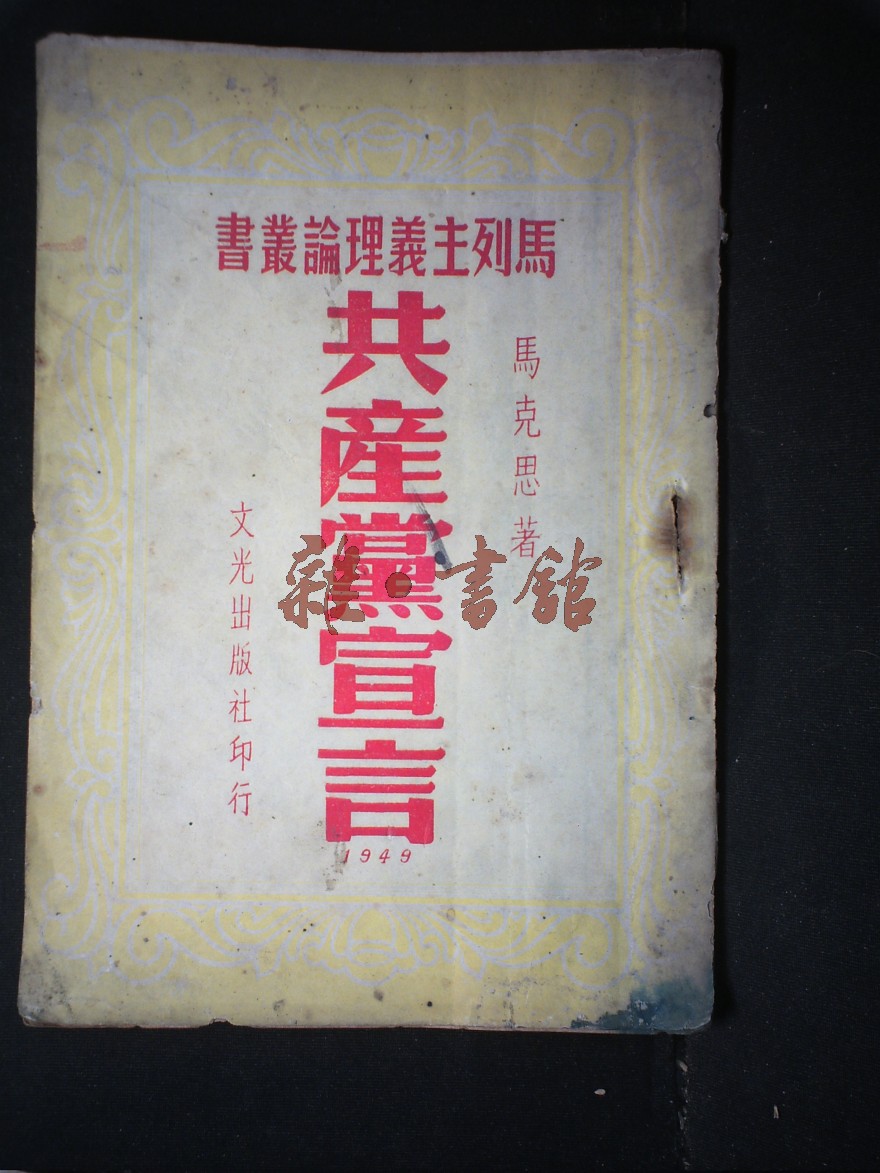 馬列主義理論叢書
馬克思著
共產黨宣言
1949
文光出版社印行
雜·書館